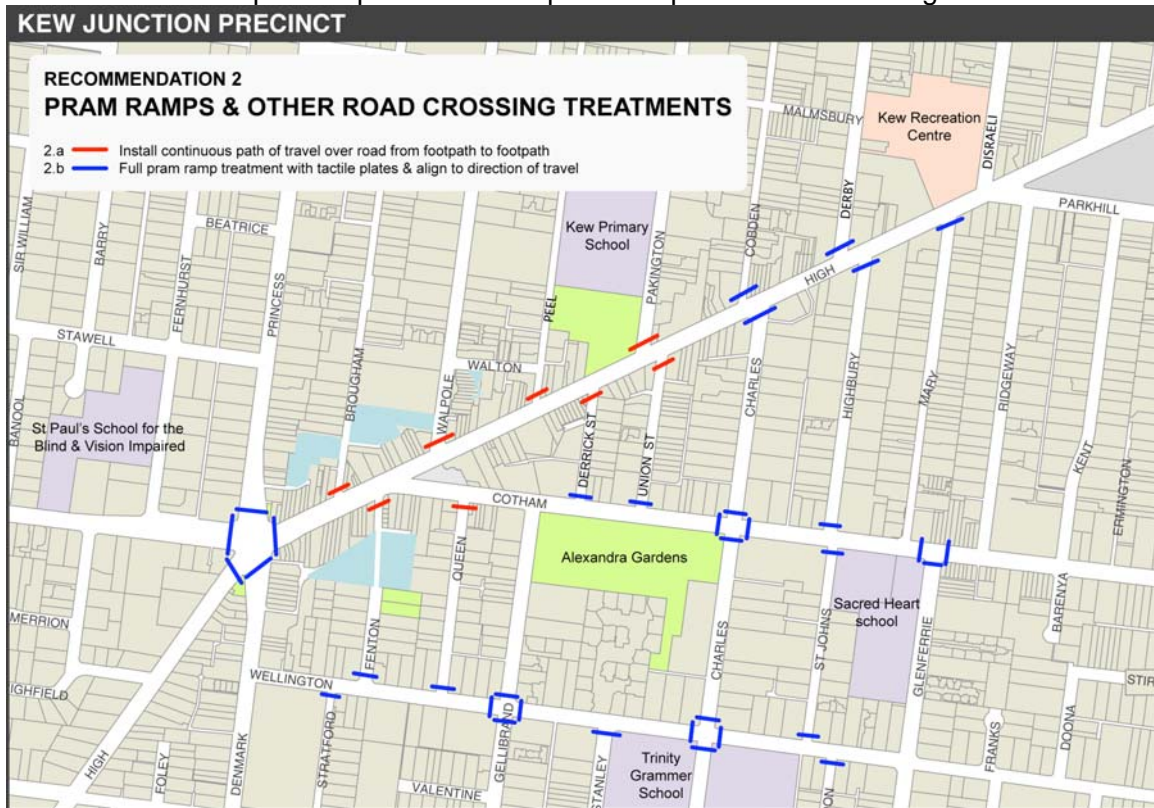 KEW JUNCTION PRECINCT
RECOMMENDATION 2
PRAM RAMPS & OTHER ROAD CROSSING TREATMENTS
2.a Install continuous path of travel over road from footpath to footpath
2.b Full pram ramp treatment with tactile plates & align to direction of travel
MALMSBURY
Kew Recreation
Centre
DISRAELI
PARKHILL
SIR WILLIAM
BARRY
BEATRICE
FERNHURST
PRINCESS
Kew Primary
School
PAKINGTON
COBDEN
DERBY
HIGH
PEEL
STAWELL
WALTON
BROUGHAM
WALPOLE
BANOOL
St Paul's School for the
Blind & Vision Impaired
DERRICK ST
UNION ST
CHARLES
HIGHBURY
MARY
RIDGEWAY
KENT
ERMINGTON
COTHAM
QUEEN
Alexandra Gardens
Sacred Heart
school
BARENYA
MERRION
FENTON
CHARLES
ST JOHNS
GLENFERRIE
WELLINGTON
IGHFIELD
STIR
HIGH
FOLEY
DENMARK
STRATFORD
GELLIBRAND
VALENTINE
STANLEY
Trinity
Grammer
School
ON
FRANKS
DOONA